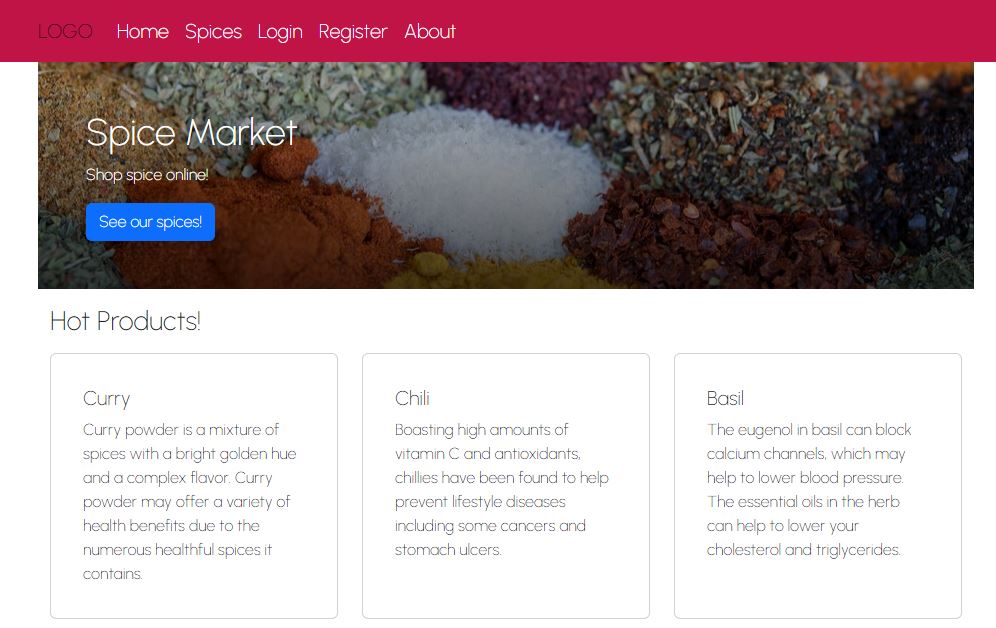 LOGO Home Spices Login Register About
Spice Market
Shop spice online!
See our spices!
Hot Products!
Curry
Curry powder is a mixture of
spices with a bright golden hue
and a complex flavor. Curry
powder may offer a variety of
health benefits due to the
numerous healthful spices it
contains.
Chili
Boasting high amounts of
vitamin C and antioxidants,
chillies have been found to help
prevent lifestyle diseases
including some cancers and
stomach ulcers.
Basil
The eugenol in basil can block
calcium channels, which may
help to lower blood pressure.
The essential oils in the herb
can help to lower your
cholesterol and triglycerides.